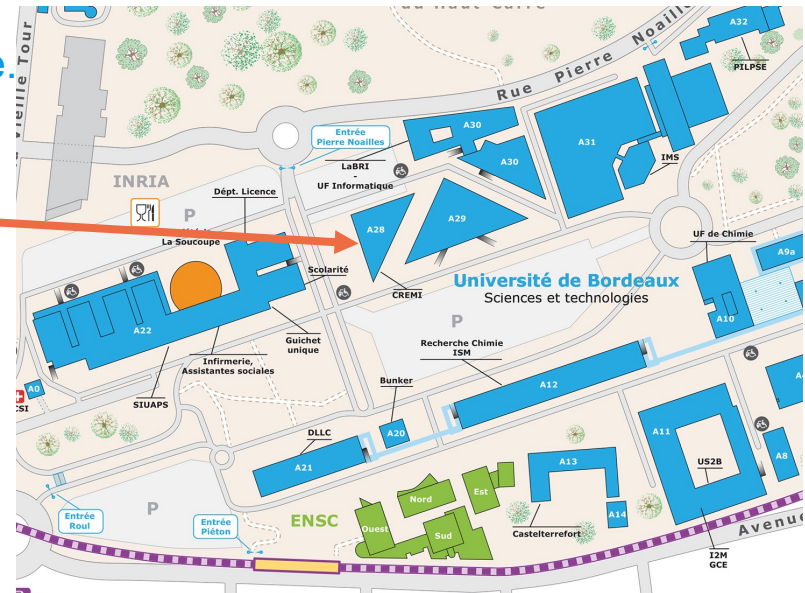 du Haut Carré
e.
Vieille Tour
Rue Pierre Noailles
A32
PILPSE
Entrée
Pierre Noailles
A30
A30
A31
IMS
LaBRI
-
UF Informatique
INRIA
Dépt. Licence
P
La Soucoupe
A28
A29
CREMI
UF de Chimie
A9a
Scolarité
Université de Bordeaux
Sciences et technologies
P
A10
A22
Guichet
unique
Infirmerie,
Assistantes sociales
SIUAPS
Recherche Chimie
ISM
A12
Bunker
A20
A0
CSI
DLLC
A21
A11
US2B
A8
A13
A14
Castelterrefort
ENSC
Nord
Est
Ouest
Sud
P
Entrée
Roul
Entrée
Piéton
Avenue
I2M
GCE